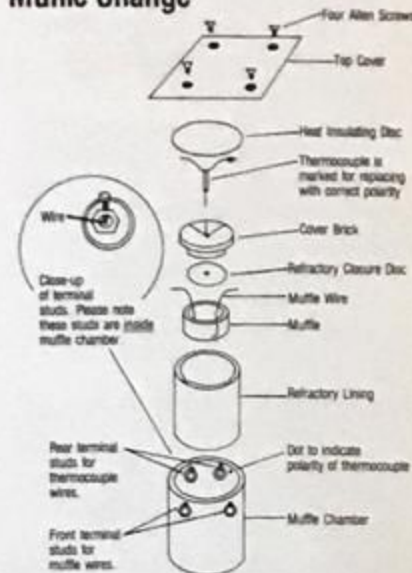 Muffle Change
Four Allen Screws
Top Cover
Heat Insulating Disc
Thermocouple is
marked for replacing
with correct polarity
Wire
Cover Brick
Refractory Closure Disc
Close-up
of terminal
studs. Please note
these studs are inside
muffle chamber
Muffle Wire
Muffle
Refractory Lining
Rear terminal
studs for
thermocouple
wires.
Dot to indicate
polarity of thermocouple
Front terminal
studs for
muffle wires.
Muffle Chamber